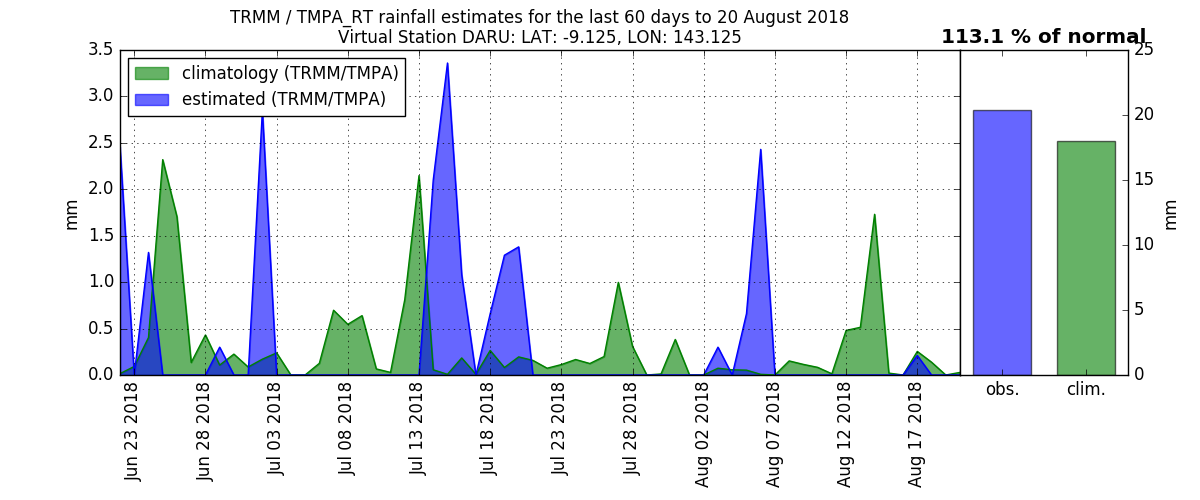 TRMM / TMPA_RT rainfall estimates for the last 60 days to 20 August 2018
Virtual Station DARU: LAT: -9.125, LON: 143.125
113.1 % of normal
climatology (TRMM/TMPA)
estimated (TRMM/TMPA)
3.5
3.0
2.5
2.0
1.5
1.0
0.5
0.0
mm
Jun 23 2018
Jun 28 2018
Jul 03 2018
Jul 08 2018
Jul 13 2018
Jul 18 2018
Jul 23 2018
Jul 28 2018
Aug 02 2018
Aug 07 2018
Aug 12 2018
Aug 17 2018
25
20
15
10
5
0
mm
obs.
clim.